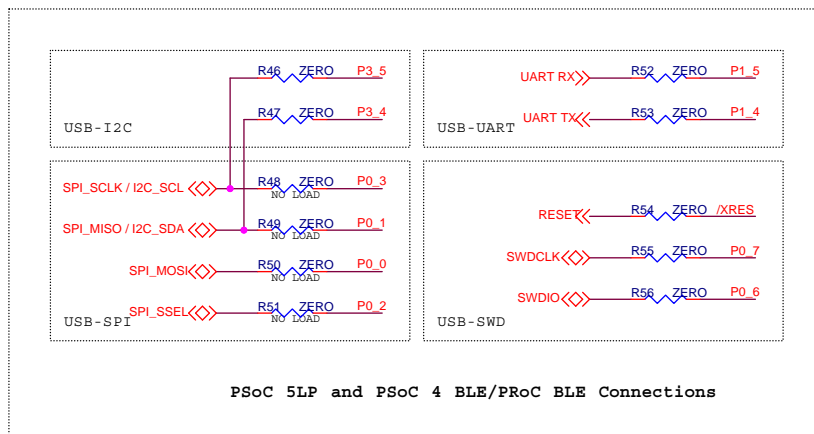 R46 ZERO P3_5
R47 ZERO P3_4
USB-I2C
UART RX R52 ZERO P1_5
UART TX R53 ZERO P1_4
USB-UART
SPI_SCLK / I2C_SCL R48 ZERO P0_3
NO LOAD
SPI_MISO / I2C_SDA R49 ZERO P0_1
NO LOAD
SPI_MOSI R50 ZERO P0_0
NO LOAD
SPI_SSEL R51 ZERO P0_2
NO LOAD
USB-SPI
RESET R54 ZERO /XRES
SWDCLK R55 ZERO P0_7
SWDIO R56 ZERO P0_6
USB-SWD
PSoC 5LP and PSoC 4 BLE/PRoC BLE Connections